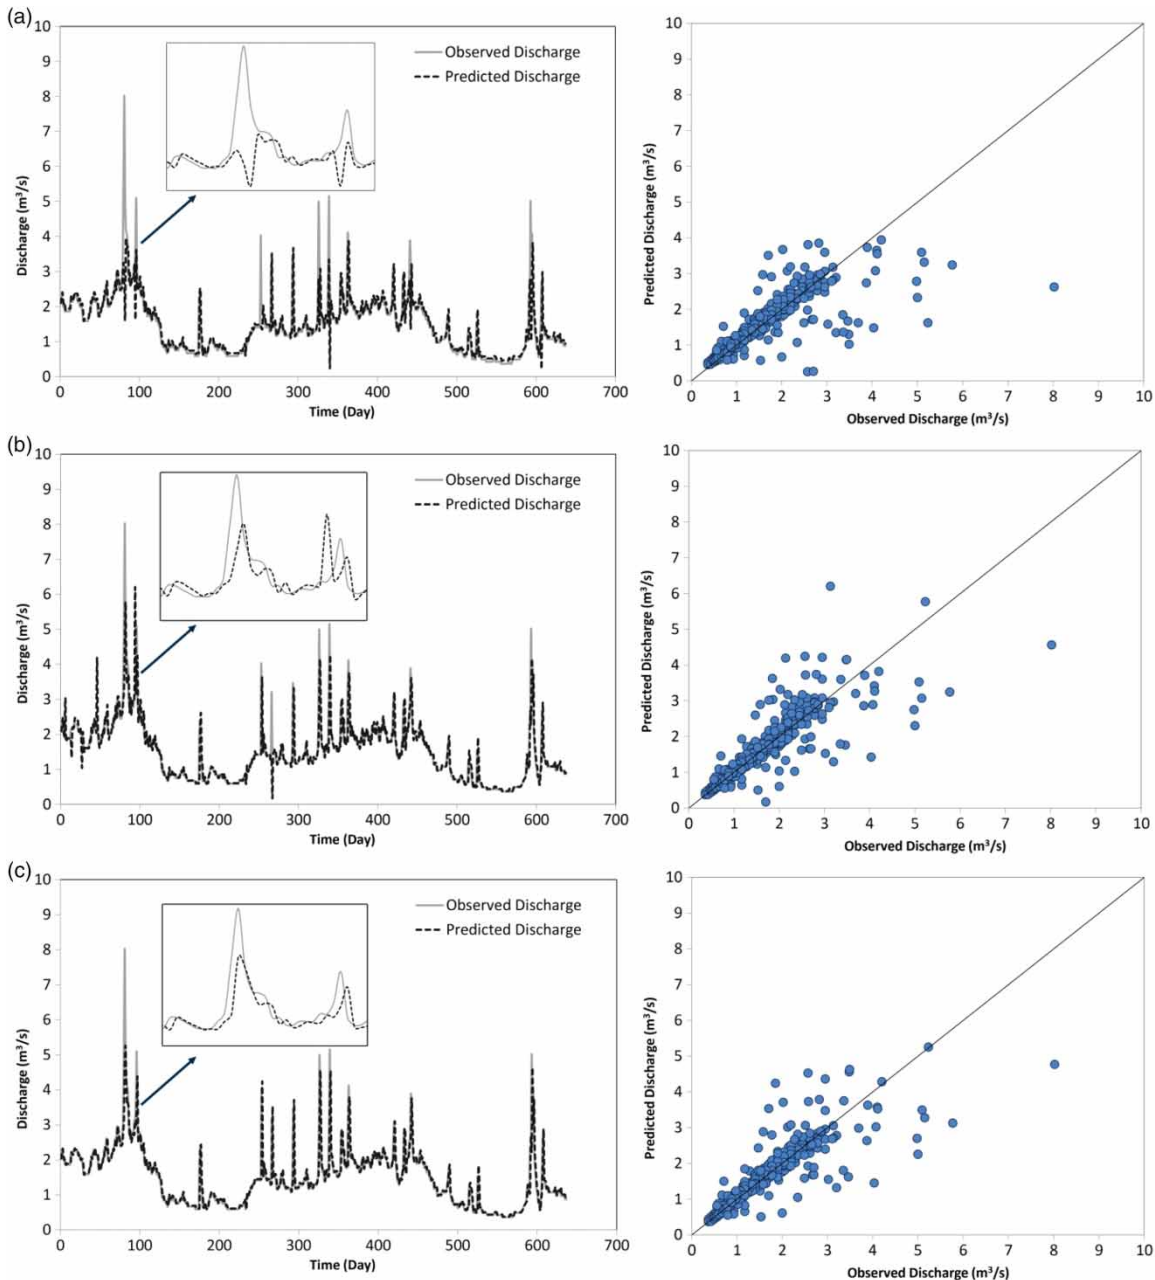 (a)
10
9
8
7
6
5
4
3
2
1
0
Discharge (m³/s)
Observed Discharge
Predicted Discharge
0 100 200 300 400 500 600 700
Time (Day)
10
9
8
7
6
5
4
3
2
1
0
Predicted Discharge (m³/s)
0 1 2 3 4 5 6 7 8 9 10
Observed Discharge (m³/s)
(b)
10
9
8
7
6
5
4
3
2
1
0
Discharge (m³/s)
Observed Discharge
Predicted Discharge
0 100 200 300 400 500 600 700
Time (Day)
10
9
8
7
6
5
4
3
2
1
0
Predicted Discharge (m³/s)
0 1 2 3 4 5 6 7 8 9 10
Observed Discharge (m³/s)
(c)
10
9
8
7
6
5
4
3
2
1
0
Discharge (m³/s)
Observed Discharge
Predicted Discharge
0 100 200 300 400 500 600 700
Time (Day)
10
9
8
7
6
5
4
3
2
1
0
Predicted Discharge (m³/s)
0 1 2 3 4 5 6 7 8 9 10
Observed Discharge (m³/s)